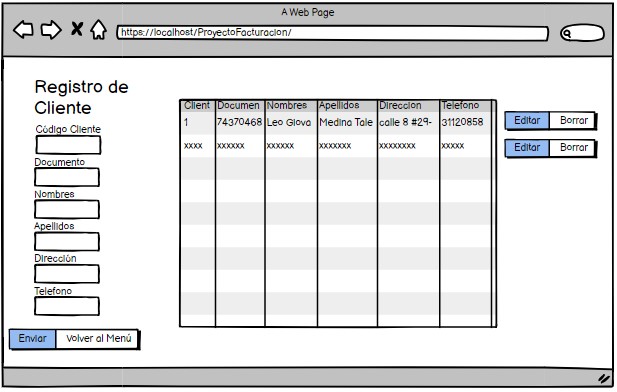 A Web Page
https://localhost/ProyectoFacturacion/
Registro de
Cliente
Código Cliente
Documento
Nombres
Apellidos
Dirección
Telefono
Enviar Volver al Menú
Client Documen Nombres Apellidos Direccion Telefono
1 74370468 Leo Giova Medina Tale calle 8 #29- 31120858
xxxx xxxxxx xxxxxx xxxxxxx xxxxxxxx xxxxx
Editar Borrar
Editar Borrar